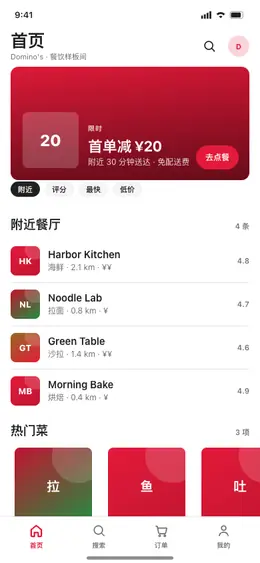 9:41
首页
Domino's · 餐饮样板间
D
20
限时
首单减 ¥20
附近 30 分钟送达 · 免配送费
去点餐
附近
评分
最快
低价
附近餐厅
4 条
HK
Harbor Kitchen
海鲜 · 2.1 km · ¥¥
4.8
NL
Noodle Lab
拉面 · 0.8 km · ¥
4.7
GT
Green Table
沙拉 · 1.4 km · ¥¥
4.6
MB
Morning Bake
烘焙 · 0.4 km · ¥
4.9
热门菜
3 项
拉
鱼
吐
首页
搜索
订单
我的